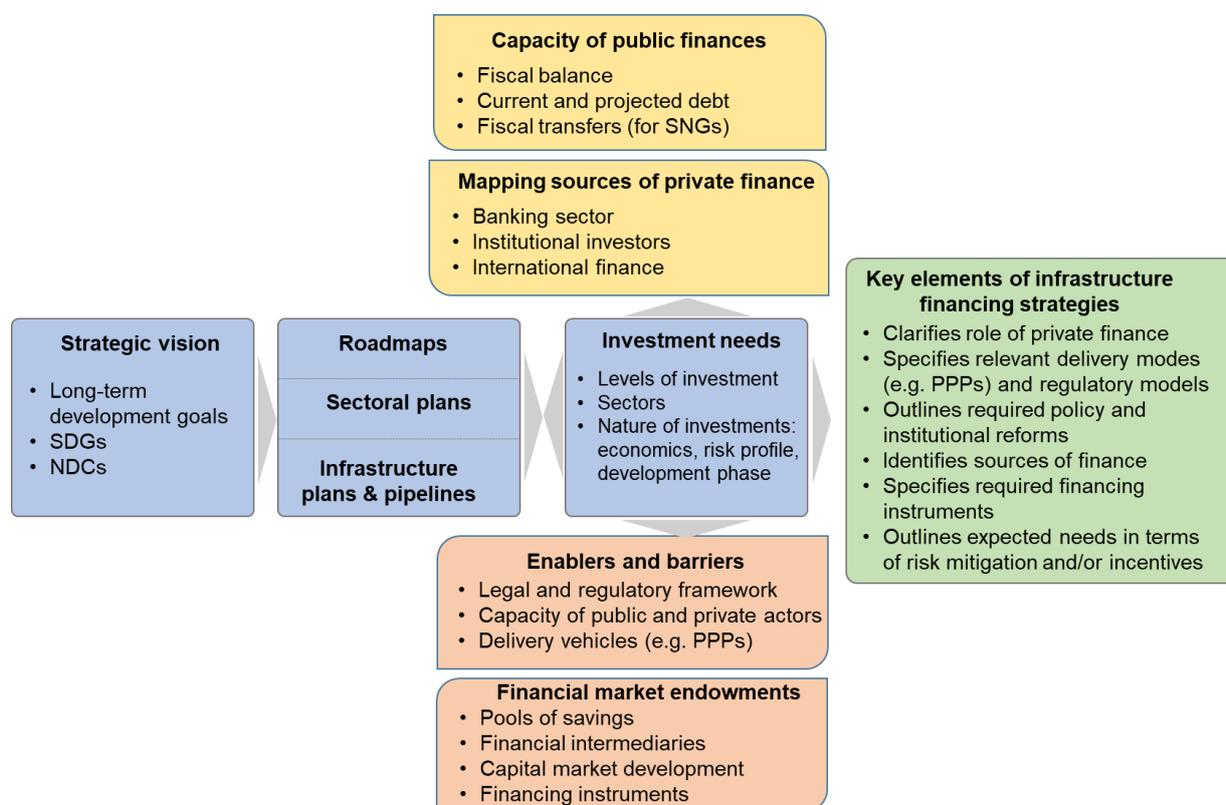 Capacity of public finances
• Fiscal balance
• Current and projected debt
• Fiscal transfers (for SNGs)
Mapping sources of private finance
• Banking sector
• Institutional investors
• International finance
Strategic vision
• Long-term
development goals
• SDGs
• NDCs
Roadmaps
Sectoral plans
Infrastructure
plans & pipelines
Investment needs
• Levels of investment
• Sectors
• Nature of investments:
economics, risk profile,
development phase
Key elements of infrastructure
financing strategies
• Clarifies role of private finance
• Specifies relevant delivery modes
(e.g. PPPs) and regulatory models
• Outlines required policy and
institutional reforms
• Identifies sources of finance
• Specifies required financing
instruments
• Outlines expected needs in terms
of risk mitigation and/or incentives
Enablers and barriers
• Legal and regulatory framework
• Capacity of public and private actors
• Delivery vehicles (e.g. PPPs)
Financial market endowments
• Pools of savings
• Financial intermediaries
• Capital market development
• Financing instruments